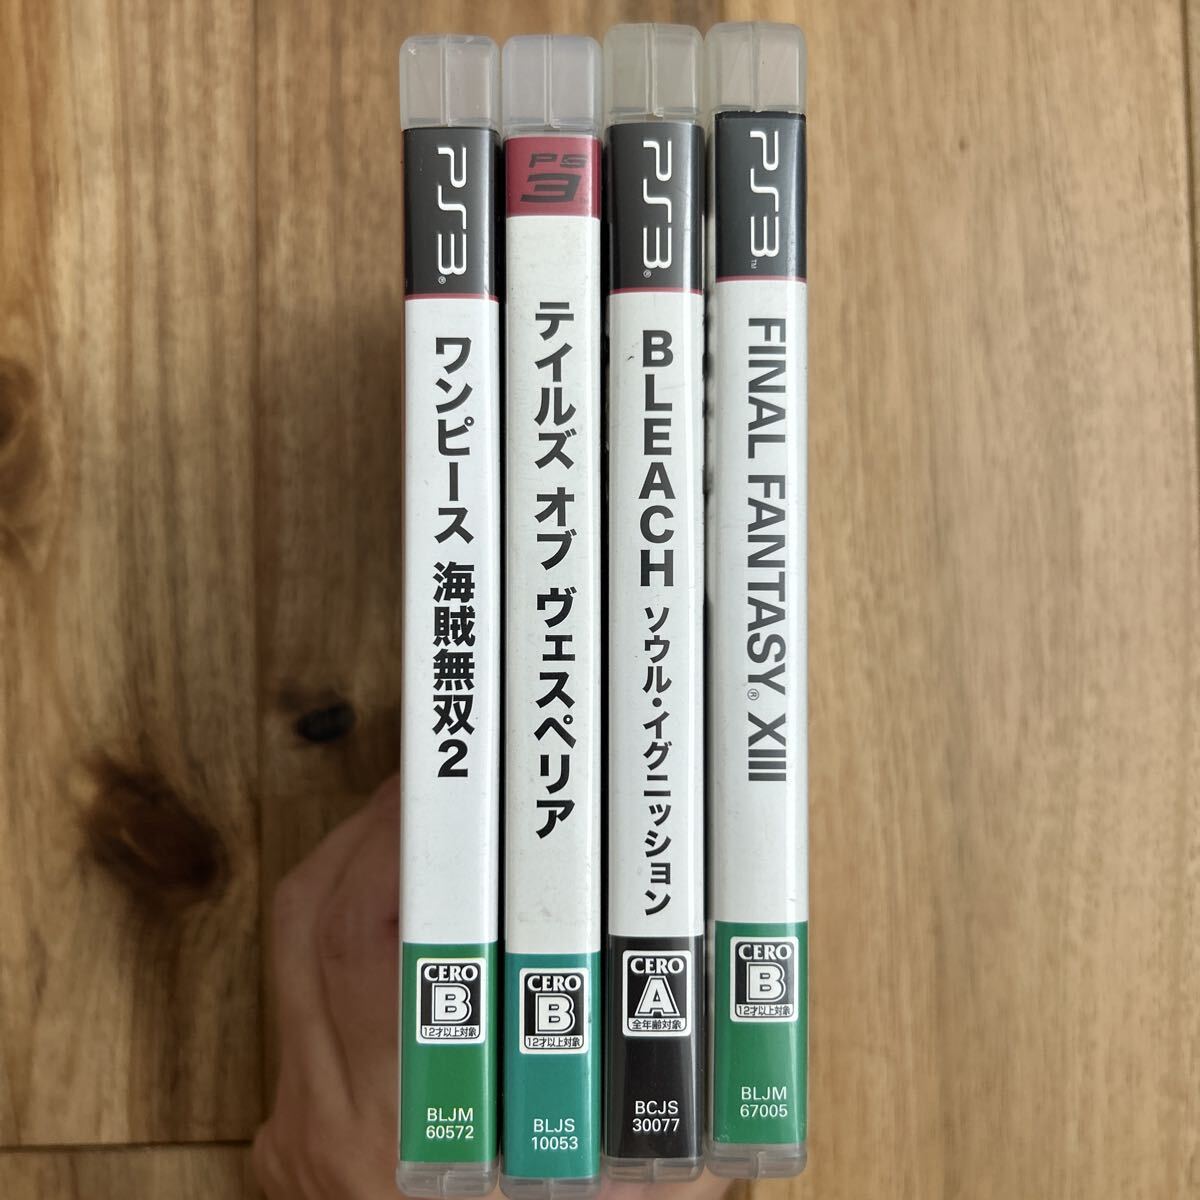 PS3®
ワンピース 海賊無双2
CERO
B
12才以上対象
BLJM
60572
PS
3™
テイルズ オブ ヴェスペリア
CERO
B
12才以上対象
BLJS
10053
PS3®
BLEACH ソウル・イグニッション
CERO
A
全年齢対象
BCJS
30077
PS3™
FINAL FANTASY® XIII
CERO
B
12才以上対象
BLJM
67005